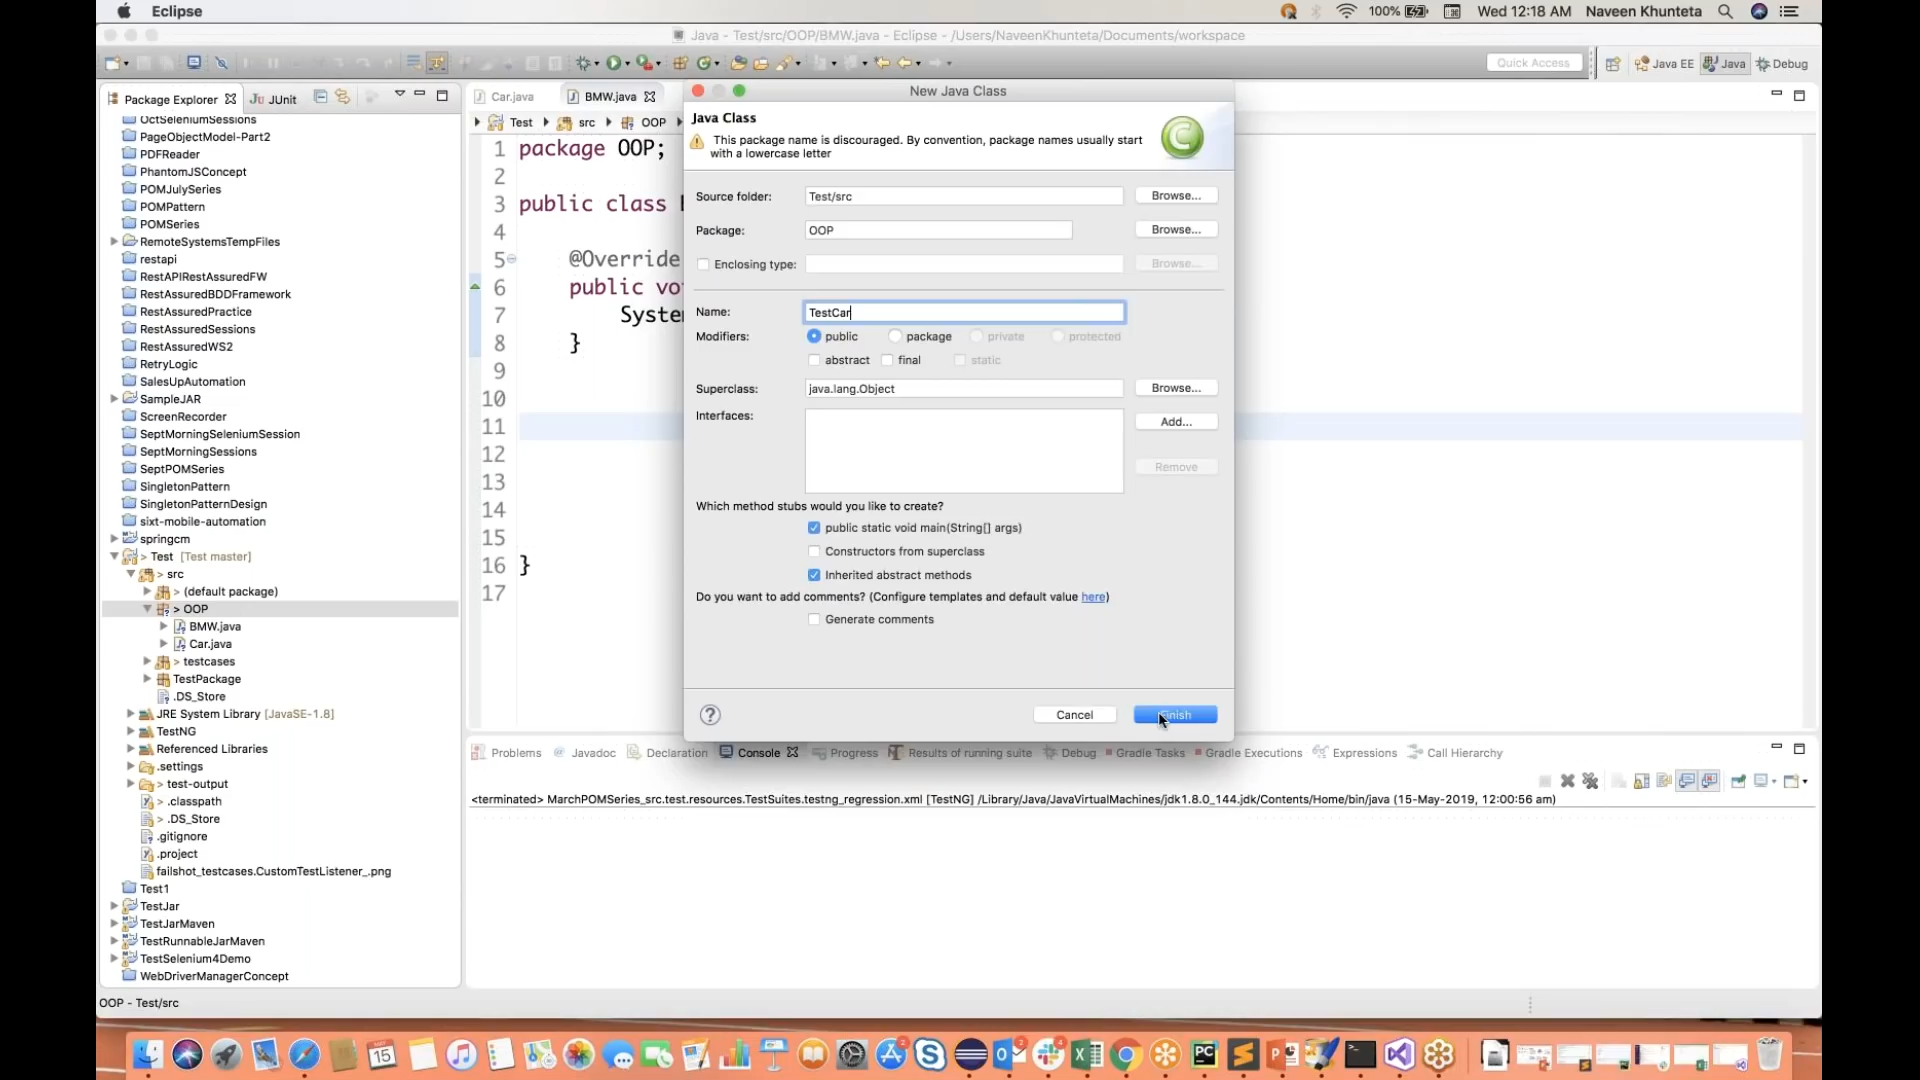 Eclipse
100%
Wed 12:18 AM
Naveen Khunteta
Java - Test/src/OOP/BMW.java - Eclipse - /Users/NaveenKhunteta/Documents/workspace
Quick Access
Java EE
Java
Debug
Package Explorer
JUnit
OctSeleniumSessions
PageObjectModel-Part2
PDFReader
PhantomJSConcept
POMJulySeries
POMPattern
POMSeries
RemoteSystemsTempFiles
restapi
RestAPIRestAssuredFW
RestAssuredBDDFramework
RestAssuredPractice
RestAssuredSessions
RestAssuredWS2
RetryLogic
SalesUpAutomation
SampleJAR
ScreenRecorder
SeptMorningSeleniumSession
SeptMorningSessions
SeptPOMSeries
SingletonPattern
SingletonPatternDesign
sixt-mobile-automation
springcm
> Test [Test master]
> src
> (default package)
> OOP
BMW.java
Car.java
> testcases
TestPackage
.DS_Store
JRE System Library [JavaSE-1.8]
TestNG
Referenced Libraries
.settings
> test-output
> .classpath
> .DS_Store
.gitignore
.project
failshot_testcases.CustomTestListener_.png
Test1
TestJar
TestJarMaven
TestRunnableJarMaven
TestSelenium4Demo
WebDriverManagerConcept
OOP - Test/src
Car.java
BMW.java
Test
src
OOP
1 package OOP;
2
3 public class
4
5 @Override
6 public vo
7 Syste
8 }
9
10
11
12
13
14
15
16 }
17
New Java Class
Java Class
This package name is discouraged. By convention, package names usually start
with a lowercase letter
Source folder: Test/src Browse...
Package: OOP Browse...
Enclosing type: Browse...
Name: TestCar
Modifiers: public package private protected
abstract final static
Superclass: java.lang.Object Browse...
Interfaces: Add...
Remove
Which method stubs would you like to create?
public static void main(String[] args)
Constructors from superclass
Inherited abstract methods
Do you want to add comments? (Configure templates and default value here)
Generate comments
?
Cancel
Finish
Problems
@ Javadoc
Declaration
Console
Progress
Results of running suite
Debug
Gradle Tasks
Gradle Executions
Expressions
Call Hierarchy
<terminated> MarchPOMSeries_src.test.resources.TestSuites.testng_regression.xml [TestNG] /Library/Java/JavaVirtualMachines/jdk1.8.0_144.jdk/Contents/Home/bin/java (15-May-2019, 12:00:56 am)
15
PC